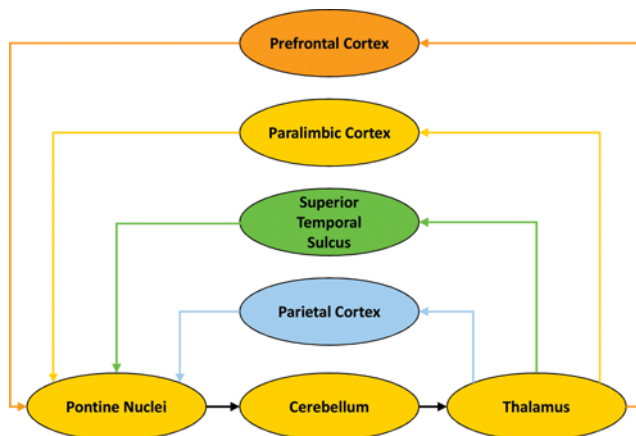 Prefrontal Cortex
Paralimbic Cortex
Superior
Temporal
Sulcus
Parietal Cortex
Pontine Nuclei
Cerebellum
Thalamus